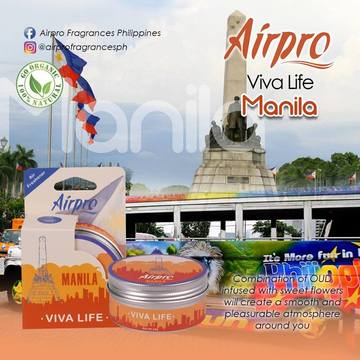 Airpro Fragrances Philippines
@airprofragrancesph
GO ORGANIC
100% NATURAL
Airpro
Viva Life
Manila
Manila
Air Freshener
Airpro
MANILA
· VIVA LIFE ·
Airpro
VIVA LIFE
It's More fun in
Combination of OUD,
infused with sweet flowers
will create a smooth and
pleasurable atmosphere
around you